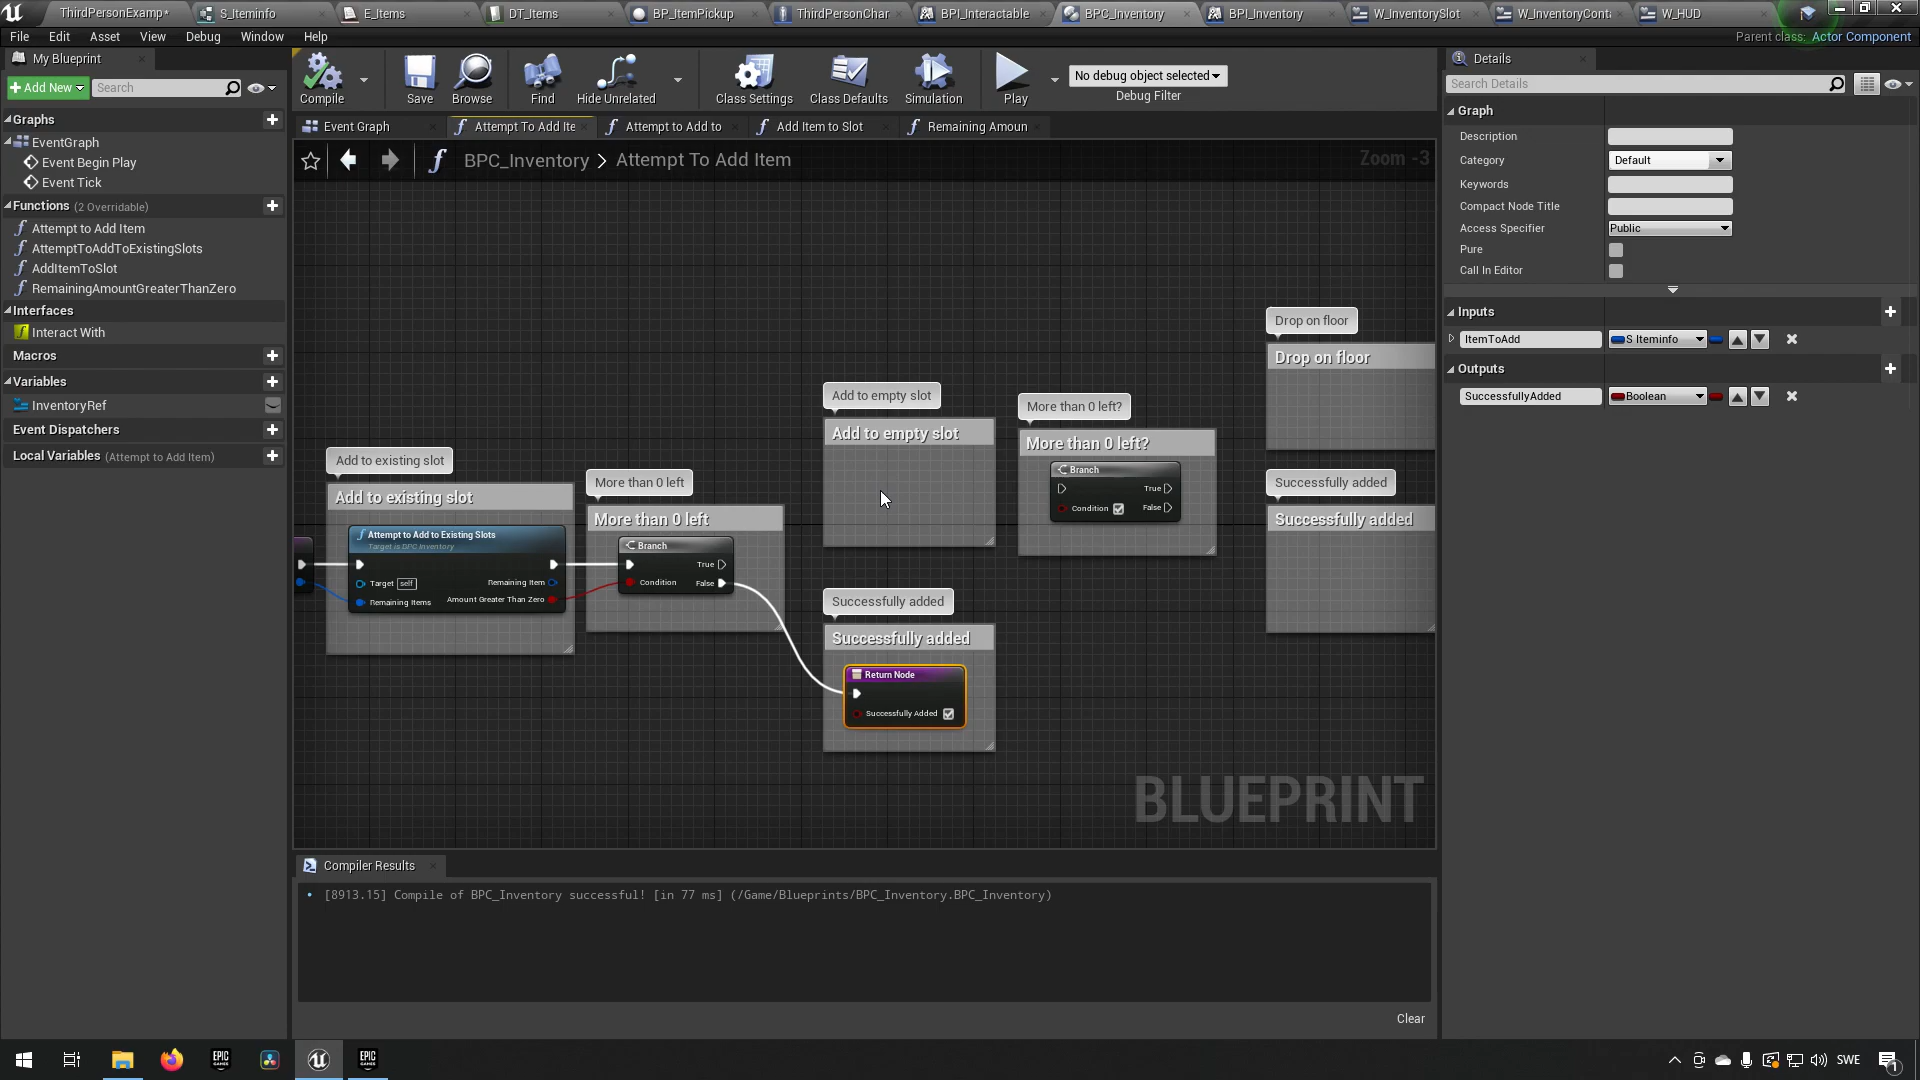 ThirdPersonExamp*
S_Iteminfo
E_Items
DT_Items
BP_ItemPickup
ThirdPersonChar
BPI_Interactable
BPC_Inventory
BPI_Inventory
W_InventorySlot
W_InventoryConta
W_HUD
File Edit Asset View Debug Window Help
Parent class: Actor Component
My Blueprint
Add New
Search
Compile
Save
Browse
Find
Hide Unrelated
Class Settings
Class Defaults
Simulation
Play
No debug object selected
Debug Filter
Event Graph
Attempt To Add Ite
Attempt to Add to
Add Item to Slot
Remaining Amoun
BPC_Inventory > Attempt To Add Item
Zoom -3
Graphs
EventGraph
Event Begin Play
Event Tick
Functions (2 Overridable)
Attempt to Add Item
AttemptToAddToExistingSlots
AddItemToSlot
RemainingAmountGreaterThanZero
Interfaces
Interact With
Macros
Variables
InventoryRef
Event Dispatchers
Local Variables (Attempt to Add Item)
Add to existing slot
Add to existing slot
Attempt to Add to Existing Slots
Target is BPC Inventory
Target self
Remaining Item
Remaining Items
Amount Greater Than Zero
More than 0 left
More than 0 left
Branch
True
Condition
False
Add to empty slot
Add to empty slot
More than 0 left?
More than 0 left?
Branch
True
Condition
False
Successfully added
Successfully added
Return Node
Successfully Added
Drop on floor
Drop on floor
Successfully added
Successfully added
BLUEPRINT
Compiler Results
[8913.15] Compile of BPC_Inventory successful! [in 77 ms] (/Game/Blueprints/BPC_Inventory.BPC_Inventory)
Clear
Details
Search Details
Graph
Description
Category
Default
Keywords
Compact Node Title
Access Specifier
Public
Pure
Call In Editor
Inputs
ItemToAdd
S Iteminfo
Outputs
SuccessfullyAdded
Boolean
EPIC GAMES
EPIC GAMES
SWE
1